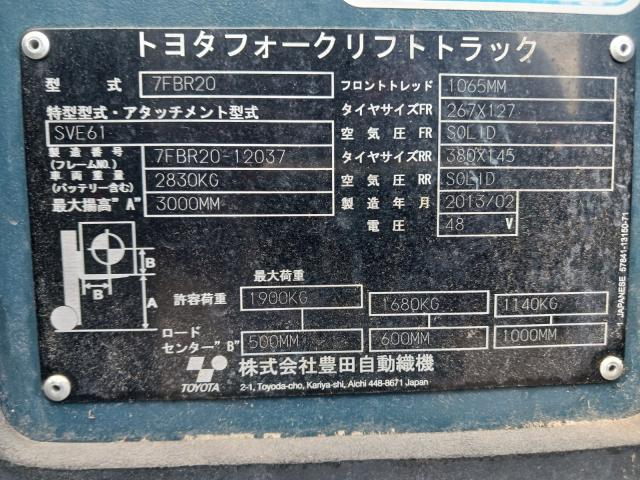 トヨタフォークリフトトラック
型式 7FBR20 フロントトレッド 1065MM
特型型式・アタッチメント型式 タイヤサイズFR 267X127
SVE61 空気圧FR SOLID
製造番号(フレームNO.) 7FBR20-12037 タイヤサイズRR 380X145
車両重量(バッテリー含む) 2830KG 空気圧RR SOLID
最大揚高"A" 3000MM 製造年月 2013/02
電圧 48 V
B
B
A
最大荷重
許容荷重 1900KG 1680KG 1140KG
ロードセンター"B" 500MM 600MM 1000MM
TOYOTA 株式会社豊田自動織機
2-1, Toyoda-cho, Kariya-shi, Aichi 448-8671 Japan
JAPANESE 57841-13150-71